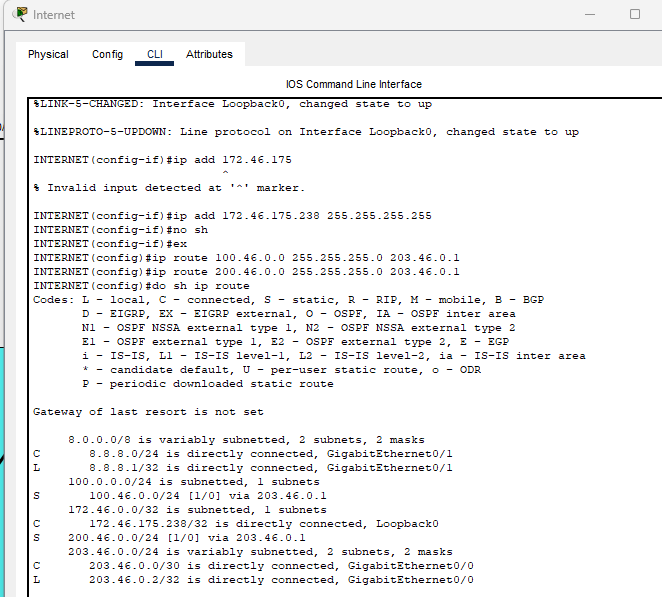 Internet
Physical Config CLI Attributes
IOS Command Line Interface
%LINK-5-CHANGED: Interface Loopback0, changed state to up
%LINEPROTO-5-UPDOWN: Line protocol on Interface Loopback0, changed state to up
INTERNET(config-if)#ip add 172.46.175
^
% Invalid input detected at '^' marker.
INTERNET(config-if)#ip add 172.46.175.238 255.255.255.255
INTERNET(config-if)#no sh
INTERNET(config-if)#ex
INTERNET(config)#ip route 100.46.0.0 255.255.255.0 203.46.0.1
INTERNET(config)#ip route 200.46.0.0 255.255.255.0 203.46.0.1
INTERNET(config)#do sh ip route
Codes: L - local, C - connected, S - static, R - RIP, M - mobile, B - BGP
D - EIGRP, EX - EIGRP external, O - OSPF, IA - OSPF inter area
N1 - OSPF NSSA external type 1, N2 - OSPF NSSA external type 2
E1 - OSPF external type 1, E2 - OSPF external type 2, E - EGP
i - IS-IS, L1 - IS-IS level-1, L2 - IS-IS level-2, ia - IS-IS inter area
* - candidate default, U - per-user static route, o - ODR
P - periodic downloaded static route
Gateway of last resort is not set
8.0.0.0/8 is variably subnetted, 2 subnets, 2 masks
C 8.8.8.0/24 is directly connected, GigabitEthernet0/1
L 8.8.8.1/32 is directly connected, GigabitEthernet0/1
100.0.0.0/24 is subnetted, 1 subnets
S 100.46.0.0/24 [1/0] via 203.46.0.1
172.46.0.0/32 is subnetted, 1 subnets
C 172.46.175.238/32 is directly connected, Loopback0
S 200.46.0.0/24 [1/0] via 203.46.0.1
203.46.0.0/24 is variably subnetted, 2 subnets, 2 masks
C 203.46.0.0/30 is directly connected, GigabitEthernet0/0
L 203.46.0.2/32 is directly connected, GigabitEthernet0/0